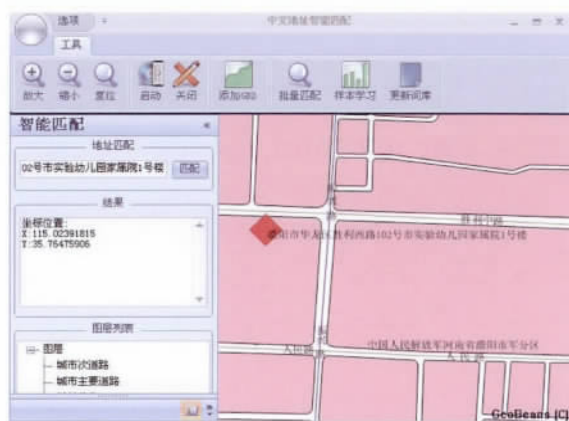 选项
中文地址智能匹配
工具
放大
缩小
复位
启动
关闭
添加GBD
批量匹配
样本学习
更新词库
智能匹配
地址匹配
02号市实验幼儿园家属院1号楼
匹配
结果
坐标位置:
X:115.02391815
Y:35.76475906
图层列表
图层
城市次道路
城市主要道路
胜利中路
濮阳市华龙区胜利西路102号市实验幼儿园家属院1号楼
中国人民解放军河南省濮阳市军分区
人民路
人民路
GeoBeans (C)